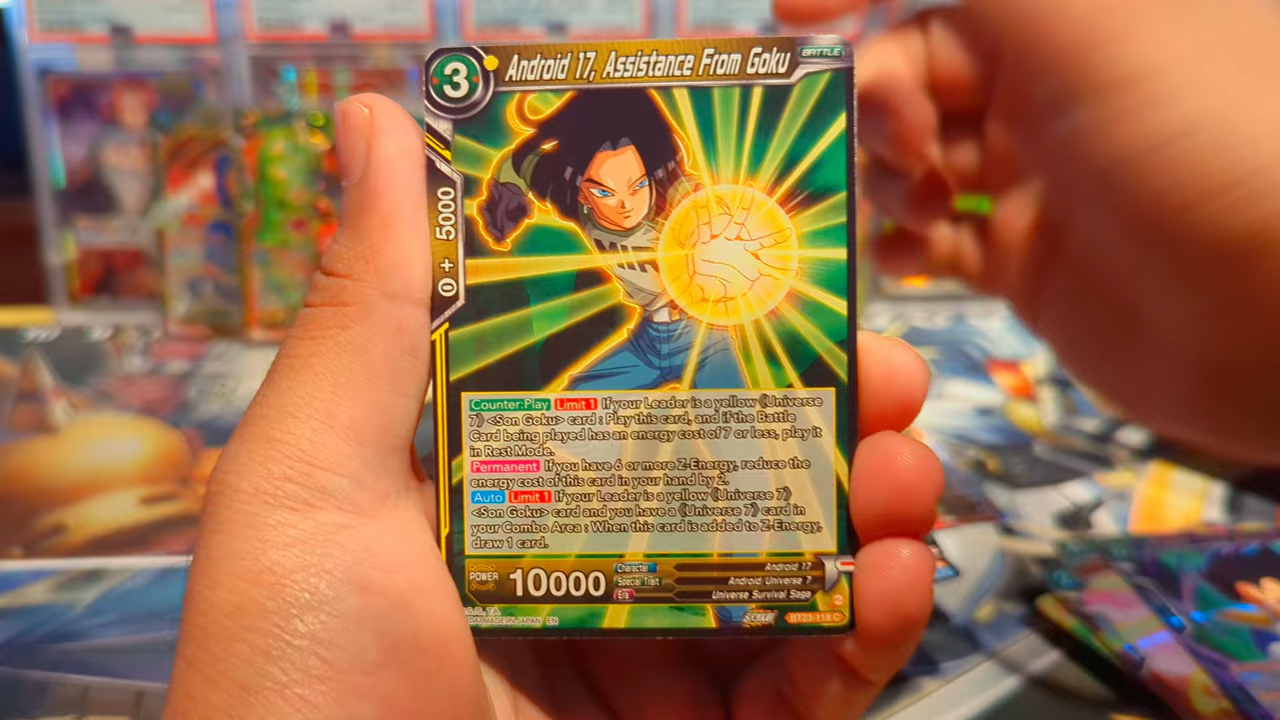 3
Android 17, Assistance From Goku
BATTLE
0 + 5000
Counter:Play Limit 1 If your Leader is a yellow 《Universe
7》 <Son Goku> card : Play this card, and if the Battle
Card being played has an energy cost of 7 or less, play it
in Rest Mode.
Permanent If you have 6 or more Z-Energy, reduce the
energy cost of this card in your hand by 2.
Auto Limit 1 If your Leader is a yellow 《Universe 7》
<Son Goku> card and you have a 《Universe 7》 card in
your Combo Area : When this card is added to Z-Energy,
draw 1 card.
POWER 10000
Character Android 17
Special Trait Android/Universe 7
Era Universe Survival Saga
MADE IN JAPAN EN
BT23-118 C